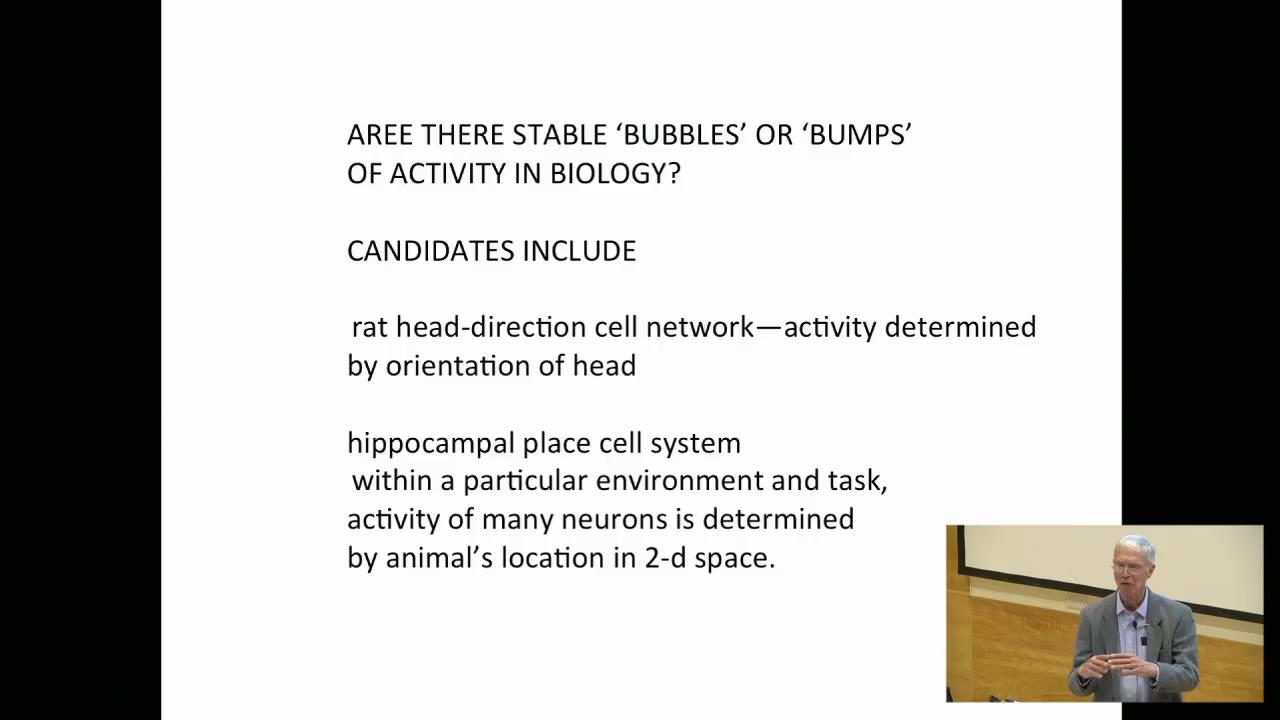 AREE THERE STABLE ‘BUBBLES’ OR ‘BUMPS’
OF ACTIVITY IN BIOLOGY?
CANDIDATES INCLUDE
rat head-direction cell network—activity determined
by orientation of head
hippocampal place cell system
within a particular environment and task,
activity of many neurons is determined
by animal’s location in 2-d space.